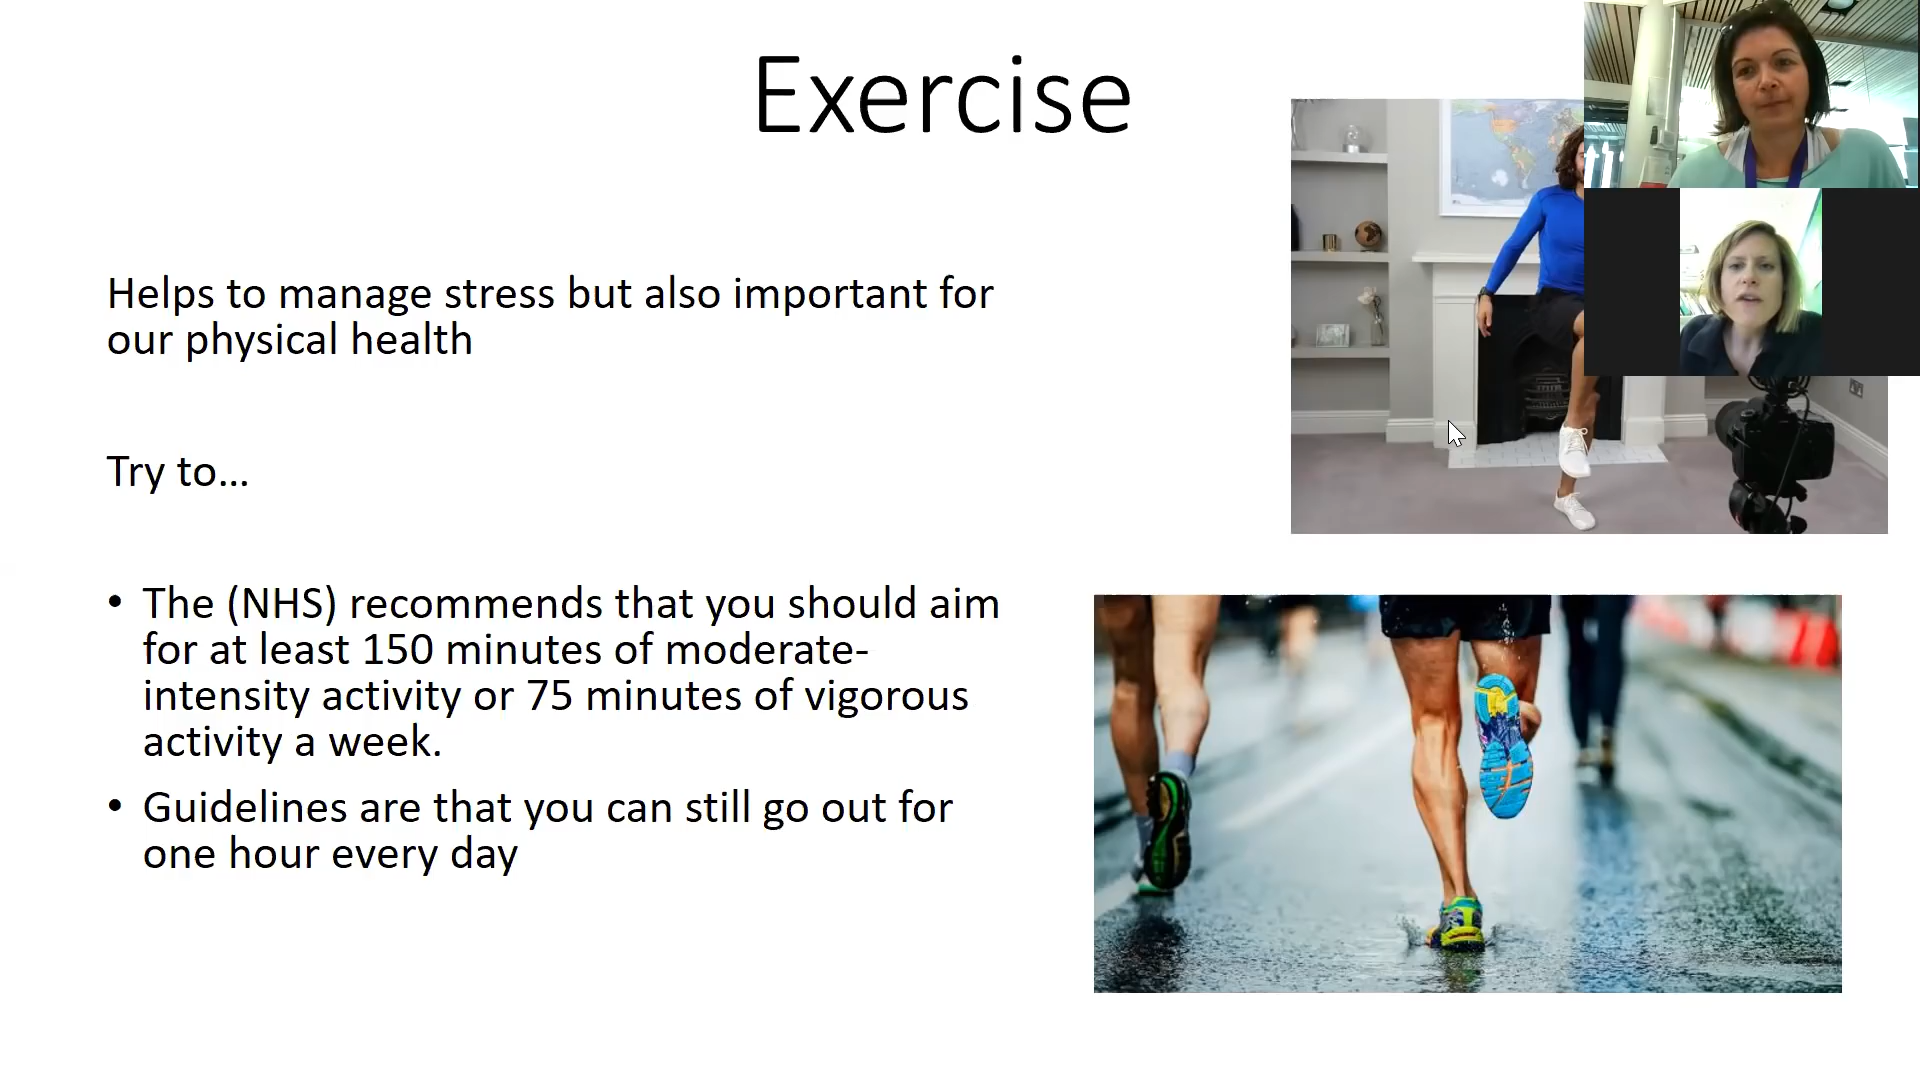 Exercise
Helps to manage stress but also important for
our physical health
Try to...
• The (NHS) recommends that you should aim
for at least 150 minutes of moderate-
intensity activity or 75 minutes of vigorous
activity a week.
• Guidelines are that you can still go out for
one hour every day